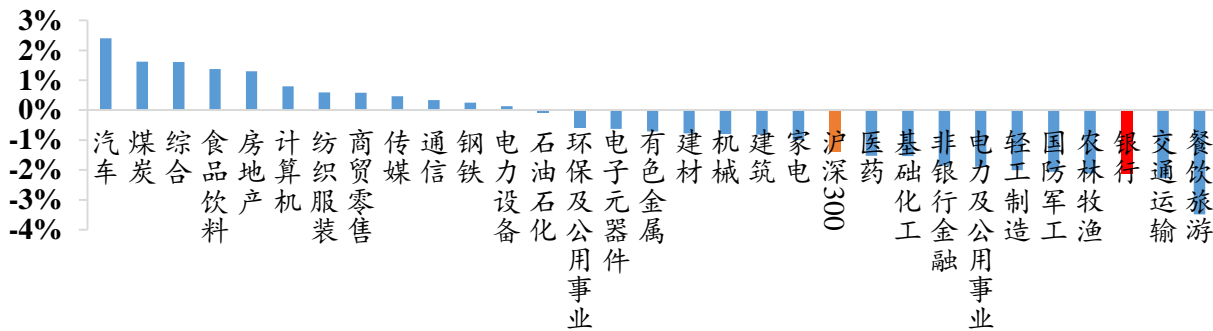 3%
2%
1%
0%
-1%
-2%
-3%
-4%
汽车
煤炭
综合
食品饮料
房地产
计算机
纺织服装
商贸零售
传媒
通信
钢铁
电力设备
石油石化
环保及公用事业
电子元器件
有色金属
建材
机械
建筑
家电
沪深300
医药
基础化工
非银行金融
电力及公用事业
轻工制造
国防军工
农林牧渔
银行
交通运输
餐饮旅游